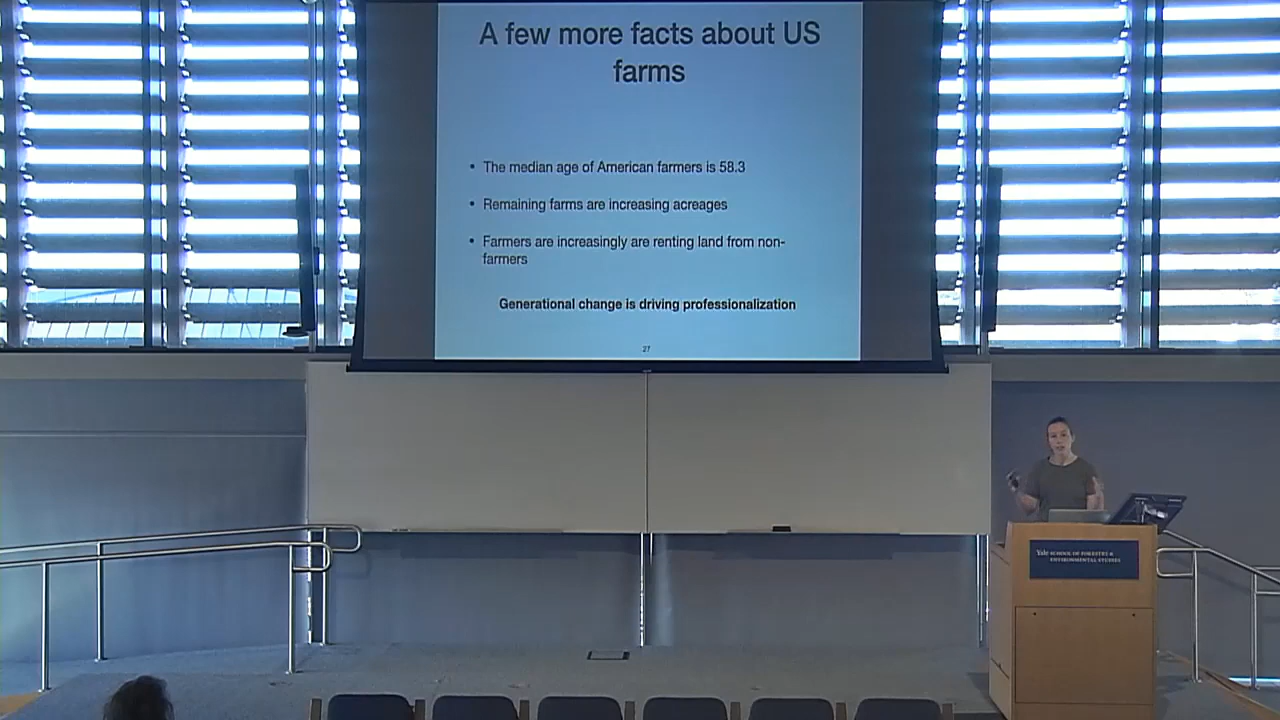 A few more facts about US
farms
• The median age of American farmers is 58.3
• Remaining farms are increasing acreages
• Farmers are increasingly are renting land from non-
farmers
Generational change is driving professionalization
27
Yale SCHOOL OF FORESTRY &
ENVIRONMENTAL STUDIES